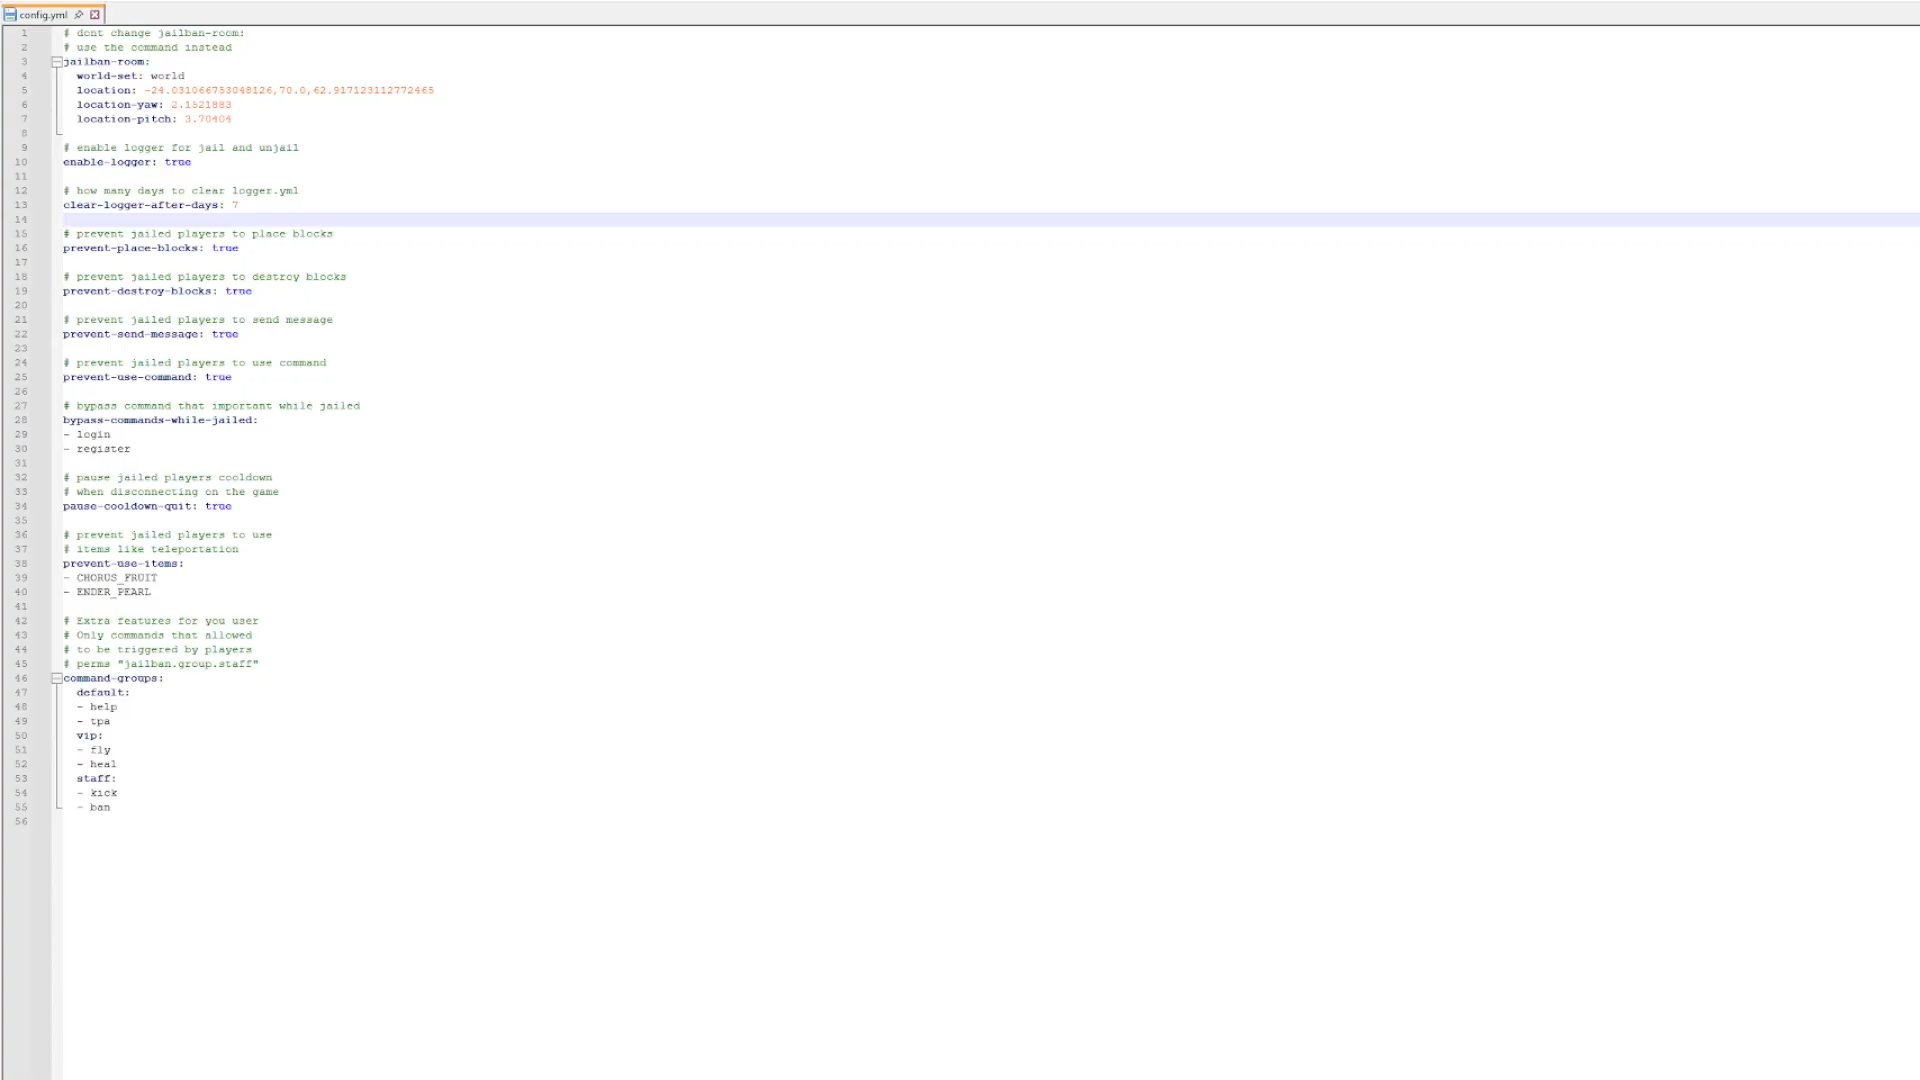 config.yml
1 # dont change jailban-room:
2 # use the command instead
3 jailban-room:
4 world-set: world
5 location: -24.031066753048126,70.0,62.917123112772465
6 location-yaw: 2.1521883
7 location-pitch: 3.70404
8
9 # enable logger for jail and unjail
10 enable-logger: true
11
12 # how many days to clear logger.yml
13 clear-logger-after-days: 7
14
15 # prevent jailed players to place blocks
16 prevent-place-blocks: true
17
18 # prevent jailed players to destroy blocks
19 prevent-destroy-blocks: true
20
21 # prevent jailed players to send message
22 prevent-send-message: true
23
24 # prevent jailed players to use command
25 prevent-use-command: true
26
27 # bypass command that important while jailed
28 bypass-commands-while-jailed:
29 - login
30 - register
31
32 # pause jailed players cooldown
33 # when disconnecting on the game
34 pause-cooldown-quit: true
35
36 # prevent jailed players to use
37 # items like teleportation
38 prevent-use-items:
39 - CHORUS_FRUIT
40 - ENDER_PEARL
41
42 # Extra features for you user
43 # Only commands that allowed
44 # to be triggered by players
45 # perms "jailban.group.staff"
46 command-groups:
47 default:
48 - help
49 - tpa
50 vip:
51 - fly
52 - heal
53 staff:
54 - kick
55 - ban
56